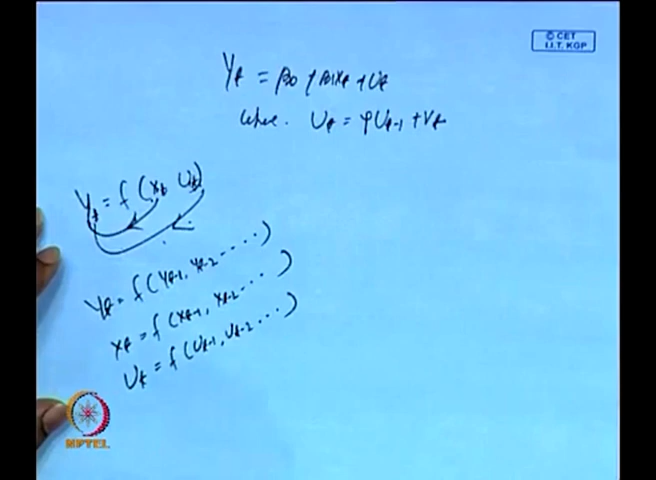 © CET
I.I.T. KGP
Yt = β0 + β1Xt + Ut
where. Ut = φUt-1 + Vt
Yt = f (Xt, Ut)
Yt = f(Yt-1, Yt-2 ....)
Xt = f(Xt-1, Xt-2 ...)
Ut = f(Ut-1, Ut-2 ...)
NPTEL